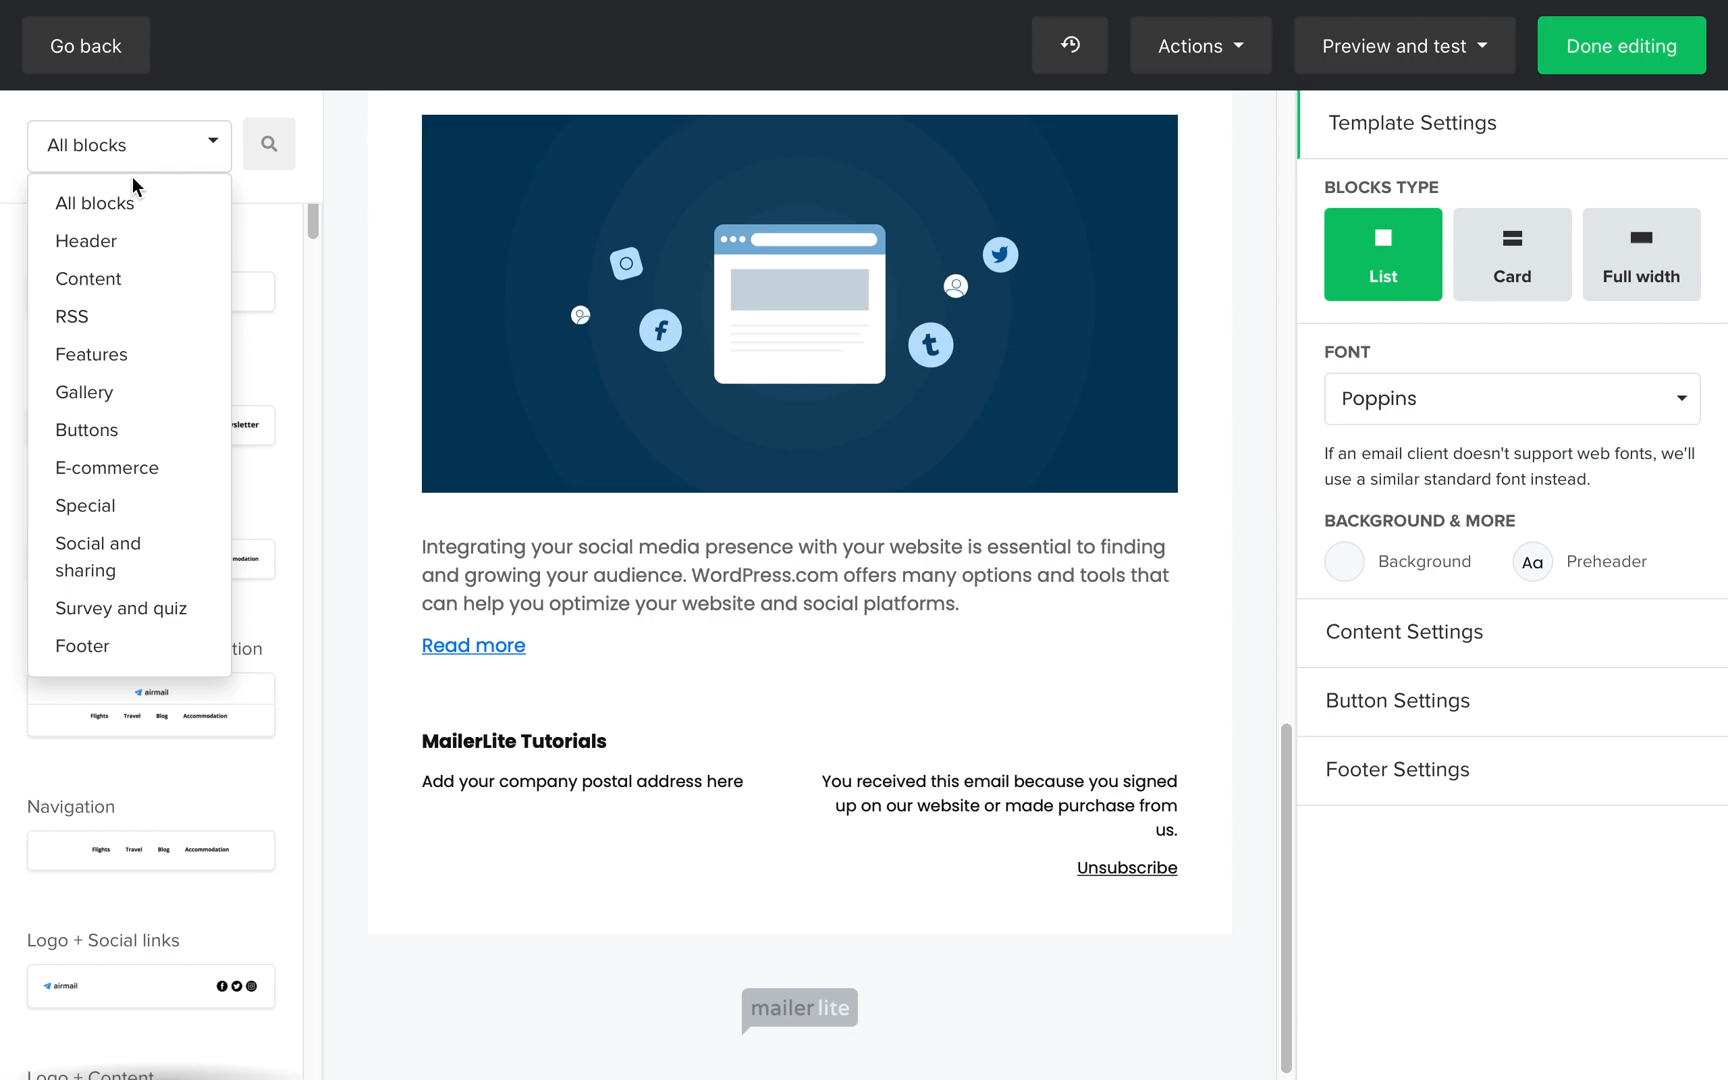 Go back
Actions
Preview and test
Done editing
All blocks
All blocks
Header
Content
RSS
Features
Gallery
Buttons
E-commerce
Special
Social and
sharing
Survey and quiz
Footer
airmail
Flights Travel Blog Accommodation
Navigation
Flights Travel Blog Accommodation
Logo + Social links
airmail
Logo + Content
Integrating your social media presence with your website is essential to finding
and growing your audience. WordPress.com offers many options and tools that
can help you optimize your website and social platforms.
Read more
MailerLite Tutorials
Add your company postal address here
You received this email because you signed
up on our website or made purchase from
us.
Unsubscribe
mailer lite
Template Settings
BLOCKS TYPE
List
Card
Full width
FONT
Poppins
If an email client doesn't support web fonts, we'll
use a similar standard font instead.
BACKGROUND & MORE
Background
Aa
Preheader
Content Settings
Button Settings
Footer Settings